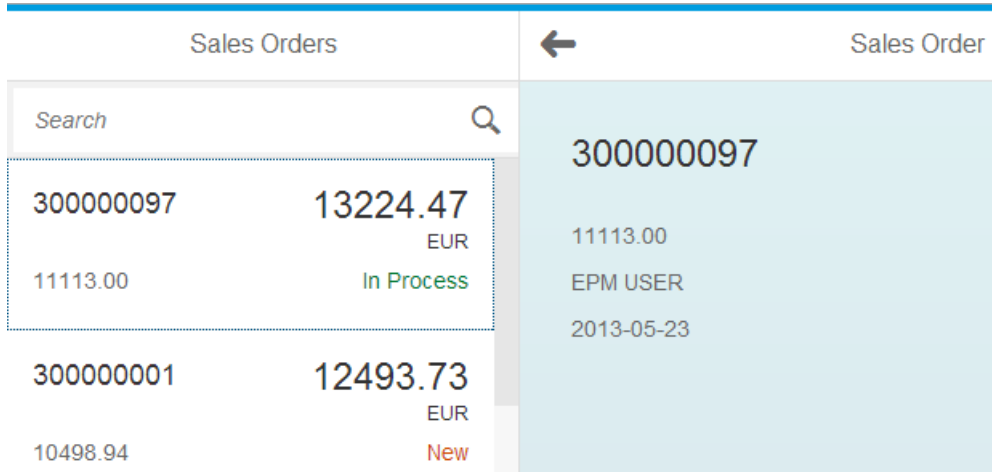 Sales Orders
Search
300000097 13224.47
EUR
11113.00 In Process
300000001 12493.73
EUR
10498.94 New
Sales Order
300000097
11113.00
EPM USER
2013-05-23